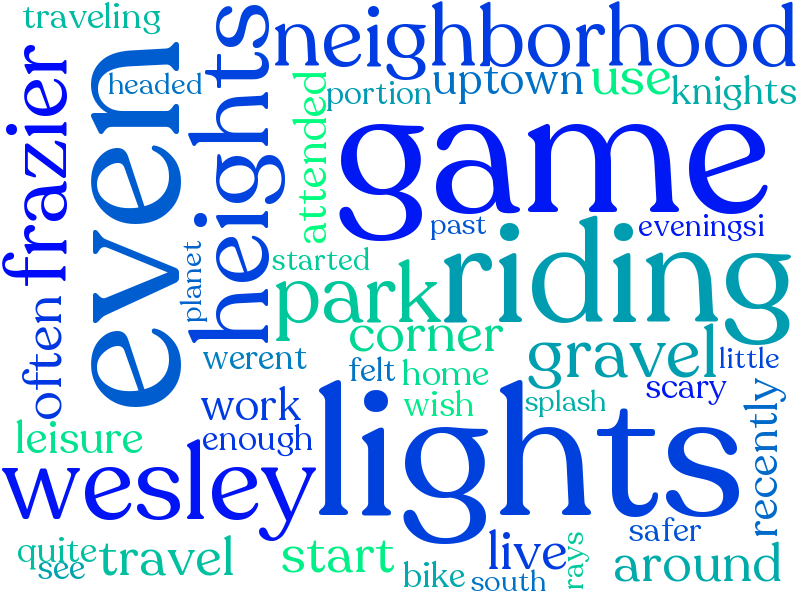 traveling
neighborhood
headed
heights
frazier
even
attended
portion
uptown
use
knights
game
past
eveningsi
planet
started
riding
park
often
corner
gravel
werent
felt
home
little
work
wish
splash
scary
recently
leisure
enough
lights
wesley
safer
quite
see
travel
start
live
rays
around
bike
south